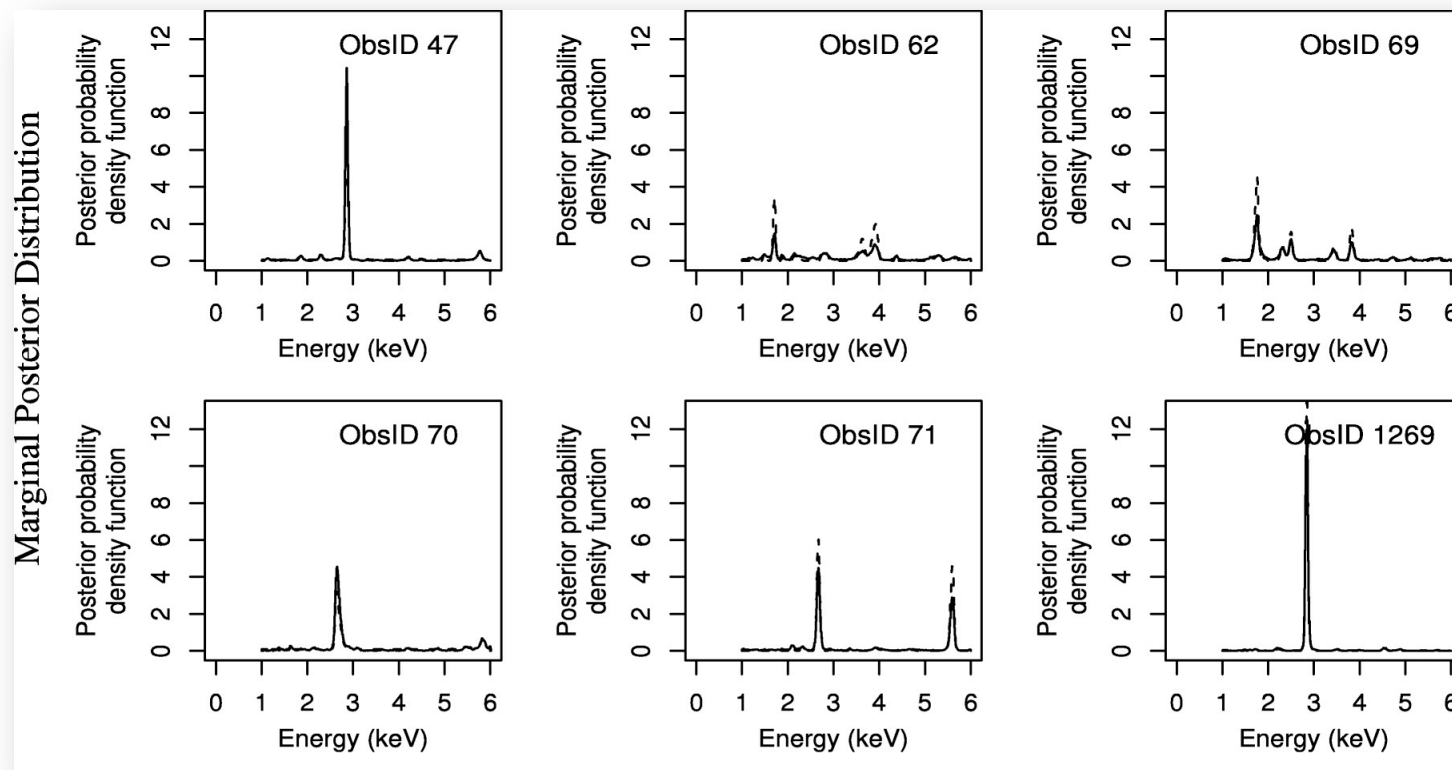 Marginal Posterior Distribution
Posterior probability
density function
12
8
6
4
2
0
ObsID 47
0 1 2 3 4 5 6
Energy (keV)
Posterior probability
density function
12
8
6
4
2
0
ObsID 62
0 1 2 3 4 5 6
Energy (keV)
Posterior probability
density function
12
8
6
4
2
0
ObsID 69
0 1 2 3 4 5 6
Energy (keV)
Posterior probability
density function
12
8
6
4
2
0
ObsID 70
0 1 2 3 4 5 6
Energy (keV)
Posterior probability
density function
12
8
6
4
2
0
ObsID 71
0 1 2 3 4 5 6
Energy (keV)
Posterior probability
density function
12
8
6
4
2
0
ObsID 1269
0 1 2 3 4 5 6
Energy (keV)